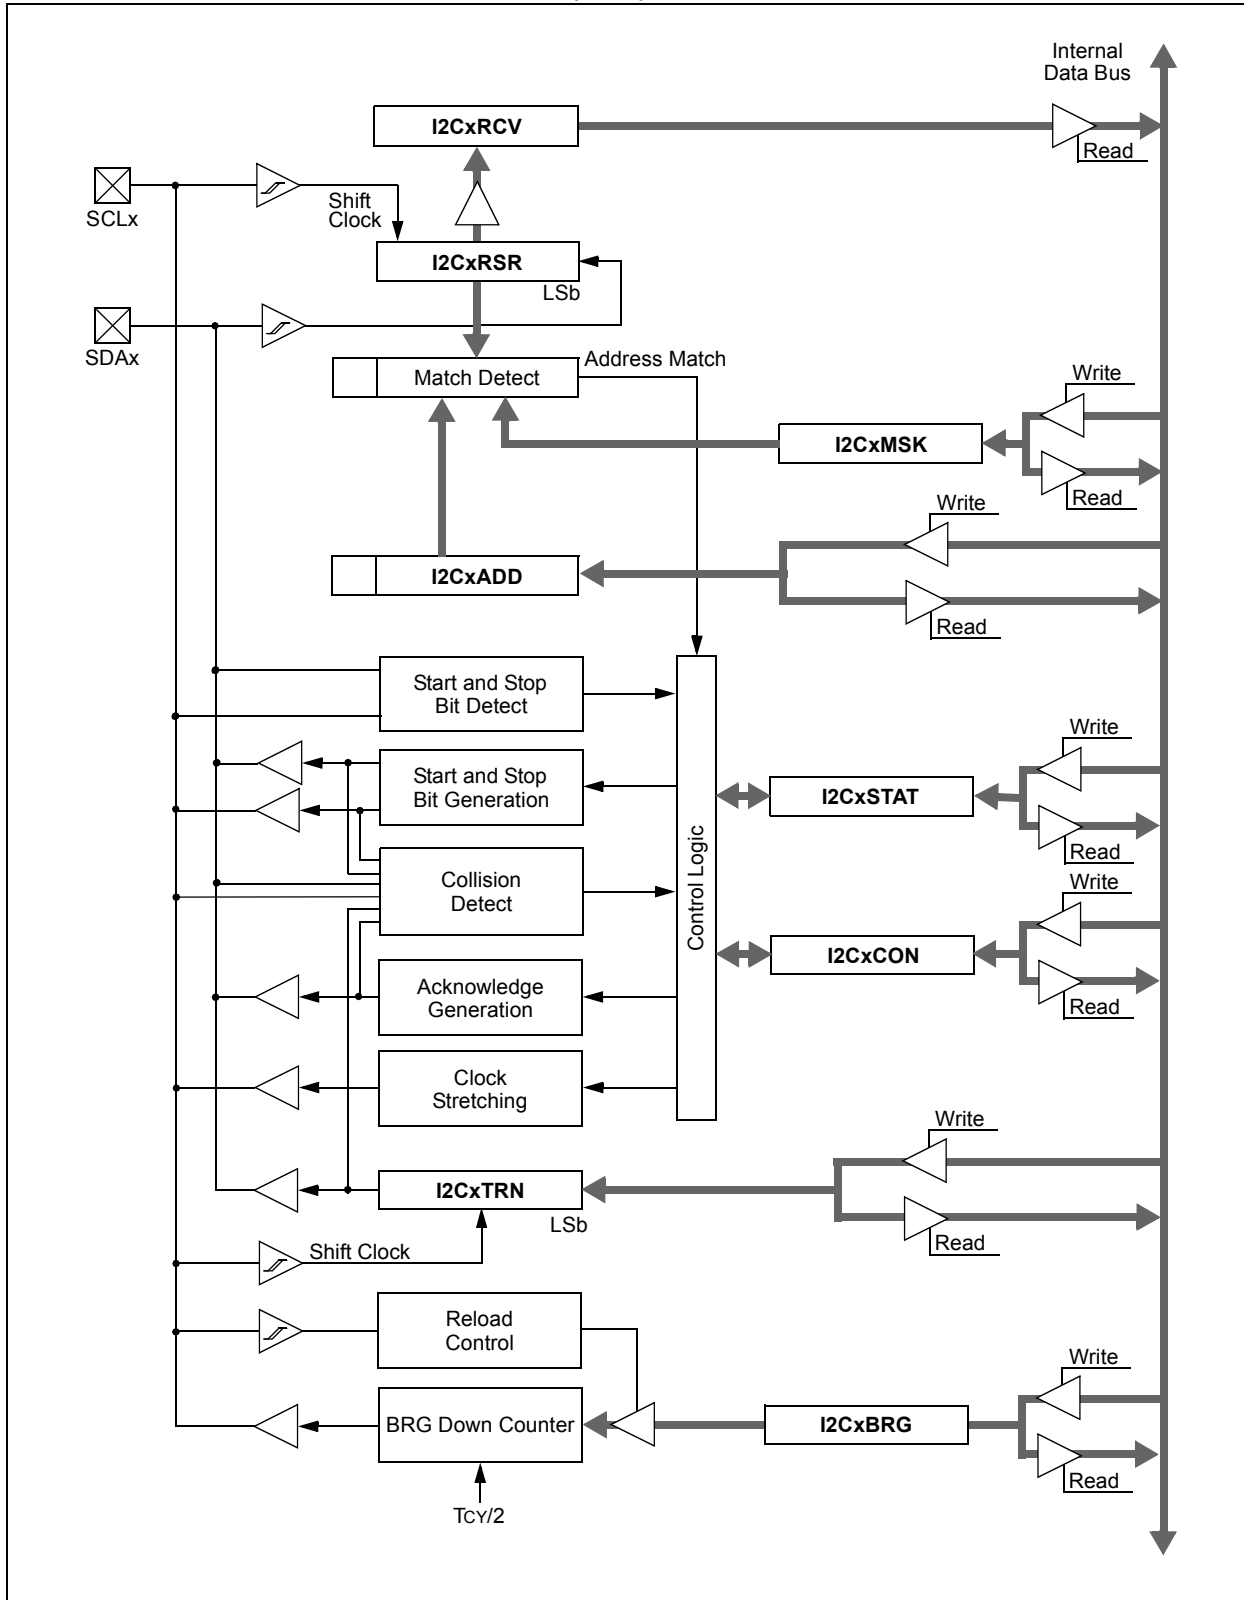 Internal
Data Bus
I2CxRCV
Read
SCLx
Shift
Clock
I2CxRSR
LSb
SDAx
Address Match
Match Detect
Write
I2CxMSK
Read
Write
I2CxADD
Read
Start and Stop
Bit Detect
Write
Start and Stop
Bit Generation
I2CxSTAT
Read
Control Logic
Collision
Detect
Write
I2CxCON
Read
Acknowledge
Generation
Clock
Stretching
Write
I2CxTRN
LSb
Read
Shift Clock
Reload
Control
Write
BRG Down Counter
I2CxBRG
Read
TCY/2